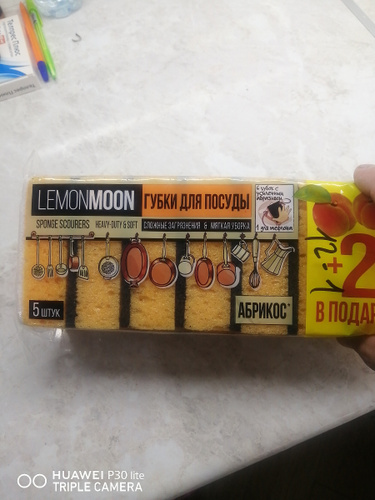 LEMONMOON
ГУБКИ ДЛЯ ПОСУДЫ
SPONGE SCOURERS HEAVY-DUTY & SOFT
СЛОЖНЫЕ ЗАГРЯЗНЕНИЯ & МЯГКАЯ УБОРКА
5 ШТУК
АБРИКОС*
+2
В ПОДАР
HUAWEI P30 lite
TRIPLE CAMERA